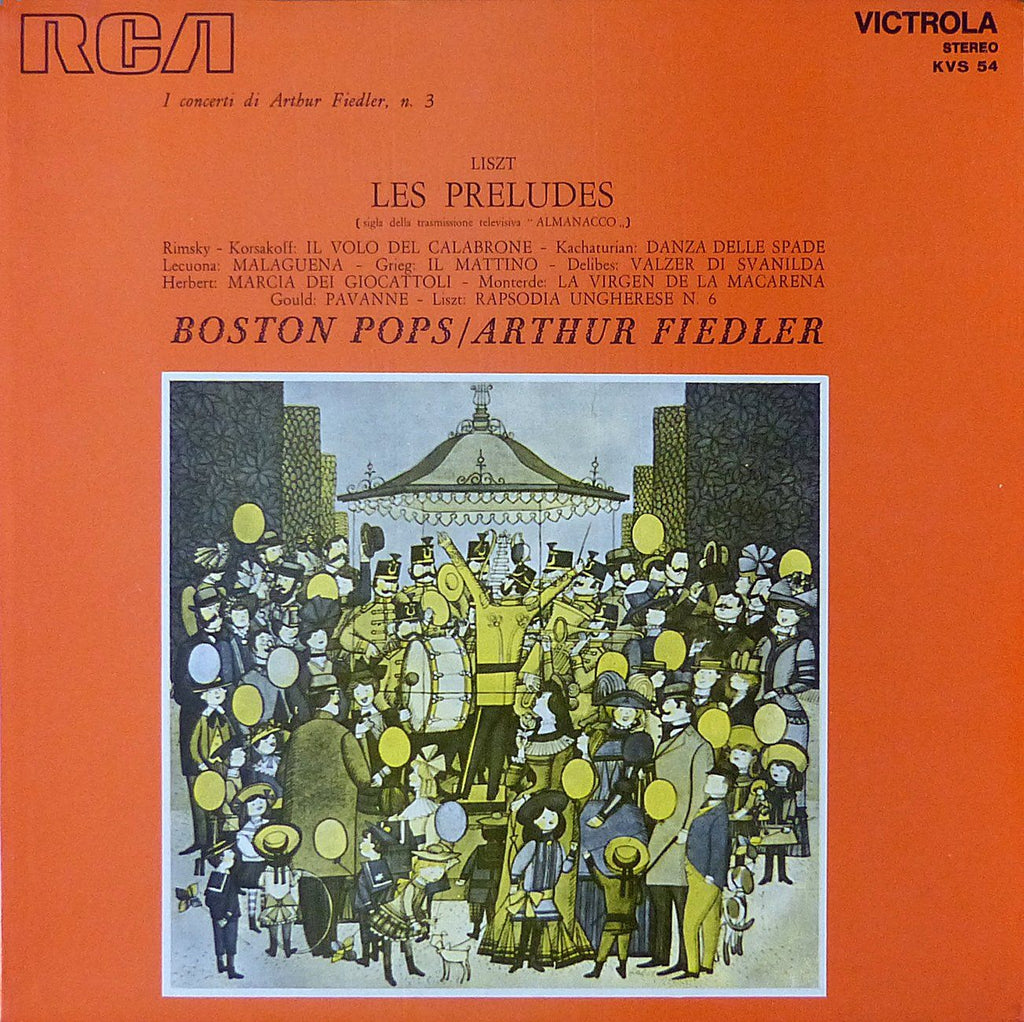 RCA
VICTROLA
STEREO
KVS 54
I concerti di Arthur Fiedler, n. 3
LISZT
LES PRELUDES
(sigla della trasmissione televisiva “ ALMANACCO „)
Rimsky - Korsakoff: IL VOLO DEL CALABRONE - Kachaturian: DANZA DELLE SPADE
Lecuona: MALAGUENA - Grieg: IL MATTINO - Delibes: VALZER DI SVANILDA
Herbert: MARCIA DEI GIOCATTOLI - Monterde: LA VIRGEN DE LA MACARENA
Gould: PAVANNE - Liszt: RAPSODIA UNGHERESE N. 6
BOSTON POPS/ARTHUR FIEDLER